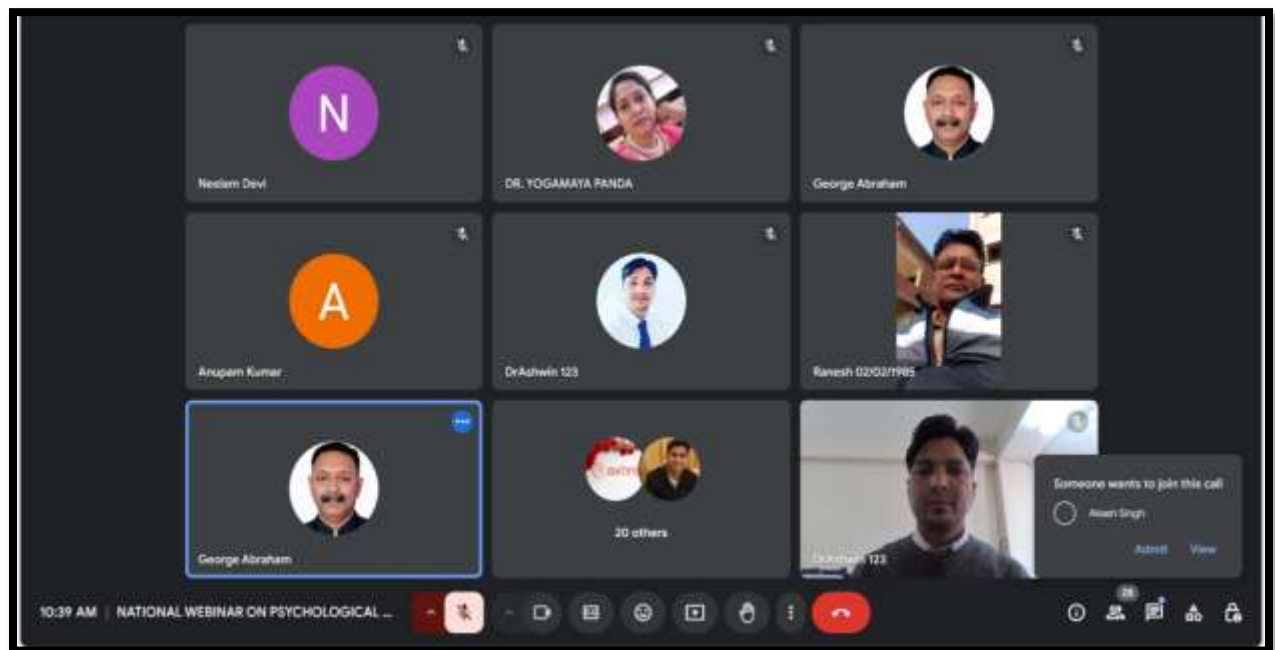 N
Neelam Devi
DR. YOGAMAYA PANDA
George Abraham
A
Anupam Kumar
DrAshwin 123
Ranesh 02/02/1985
George Abraham
20 others
DrAshwin 123
Someone wants to join this call
Singh
Admit View
10:39 AM | NATIONAL WEBINAR ON PSYCHOLOGICAL ...
28